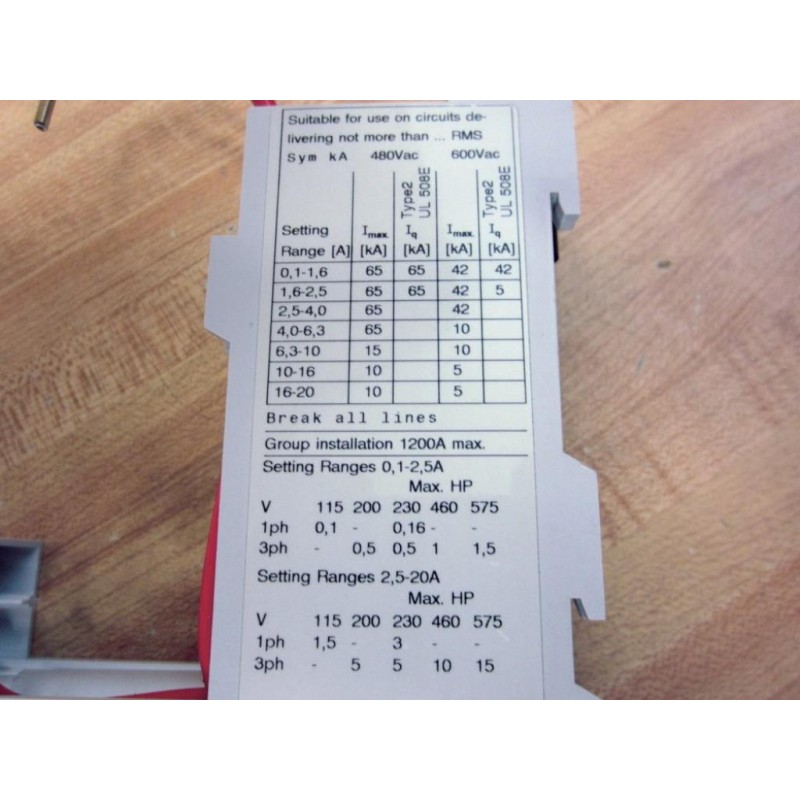 Suitable for use on circuits de-
livering not more than ... RMS
Sym kA 480Vac 600Vac
Type2 UL 508E Type2 UL 508E
Setting Imax. Iq Imax. Iq
Range [A] [kA] [kA] [kA] [kA]
0,1-1,6 65 65 42 42
1,6-2,5 65 65 42 5
2,5-4,0 65 42
4,0-6,3 65 10
6,3-10 15 10
10-16 10 5
16-20 10 5
Break all lines
Group installation 1200A max.
Setting Ranges 0,1-2,5A
Max. HP
V 115 200 230 460 575
1ph 0,1 - 0,16 - -
3ph - 0,5 0,5 1 1,5
Setting Ranges 2,5-20A
Max. HP
V 115 200 230 460 575
1ph 1,5 - 3 - -
3ph - 5 5 10 15